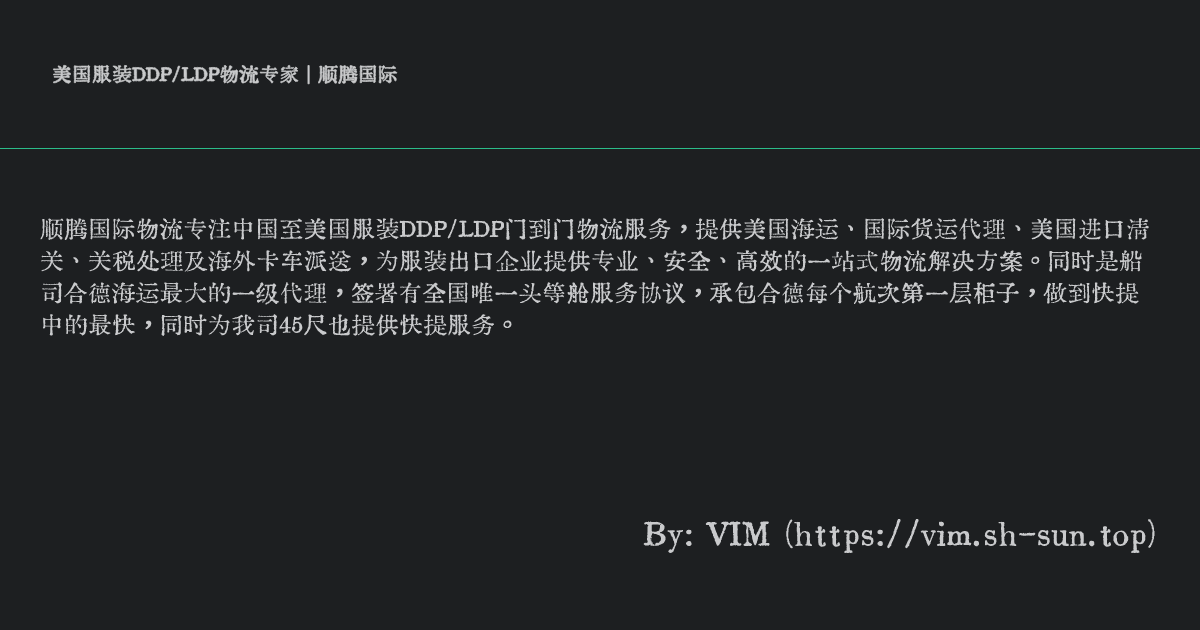 美国服装DDP/LDP物流专家｜顺腾国际
顺腾国际物流专注中国至美国服装DDP/LDP门到门物流服务，提供美国海运、国际货运代理、美国进口清
关、关税处理及海外卡车派送，为服装出口企业提供专业、安全、高效的一站式物流解决方案。同时是船
司合德海运最大的一级代理，签署有全国唯一头等舱服务协议，承包合德每个航次第一层柜子，做到快提
中的最快，同时为我司45尺也提供快提服务。
By: VIM (https://vim.sh-sun.top)